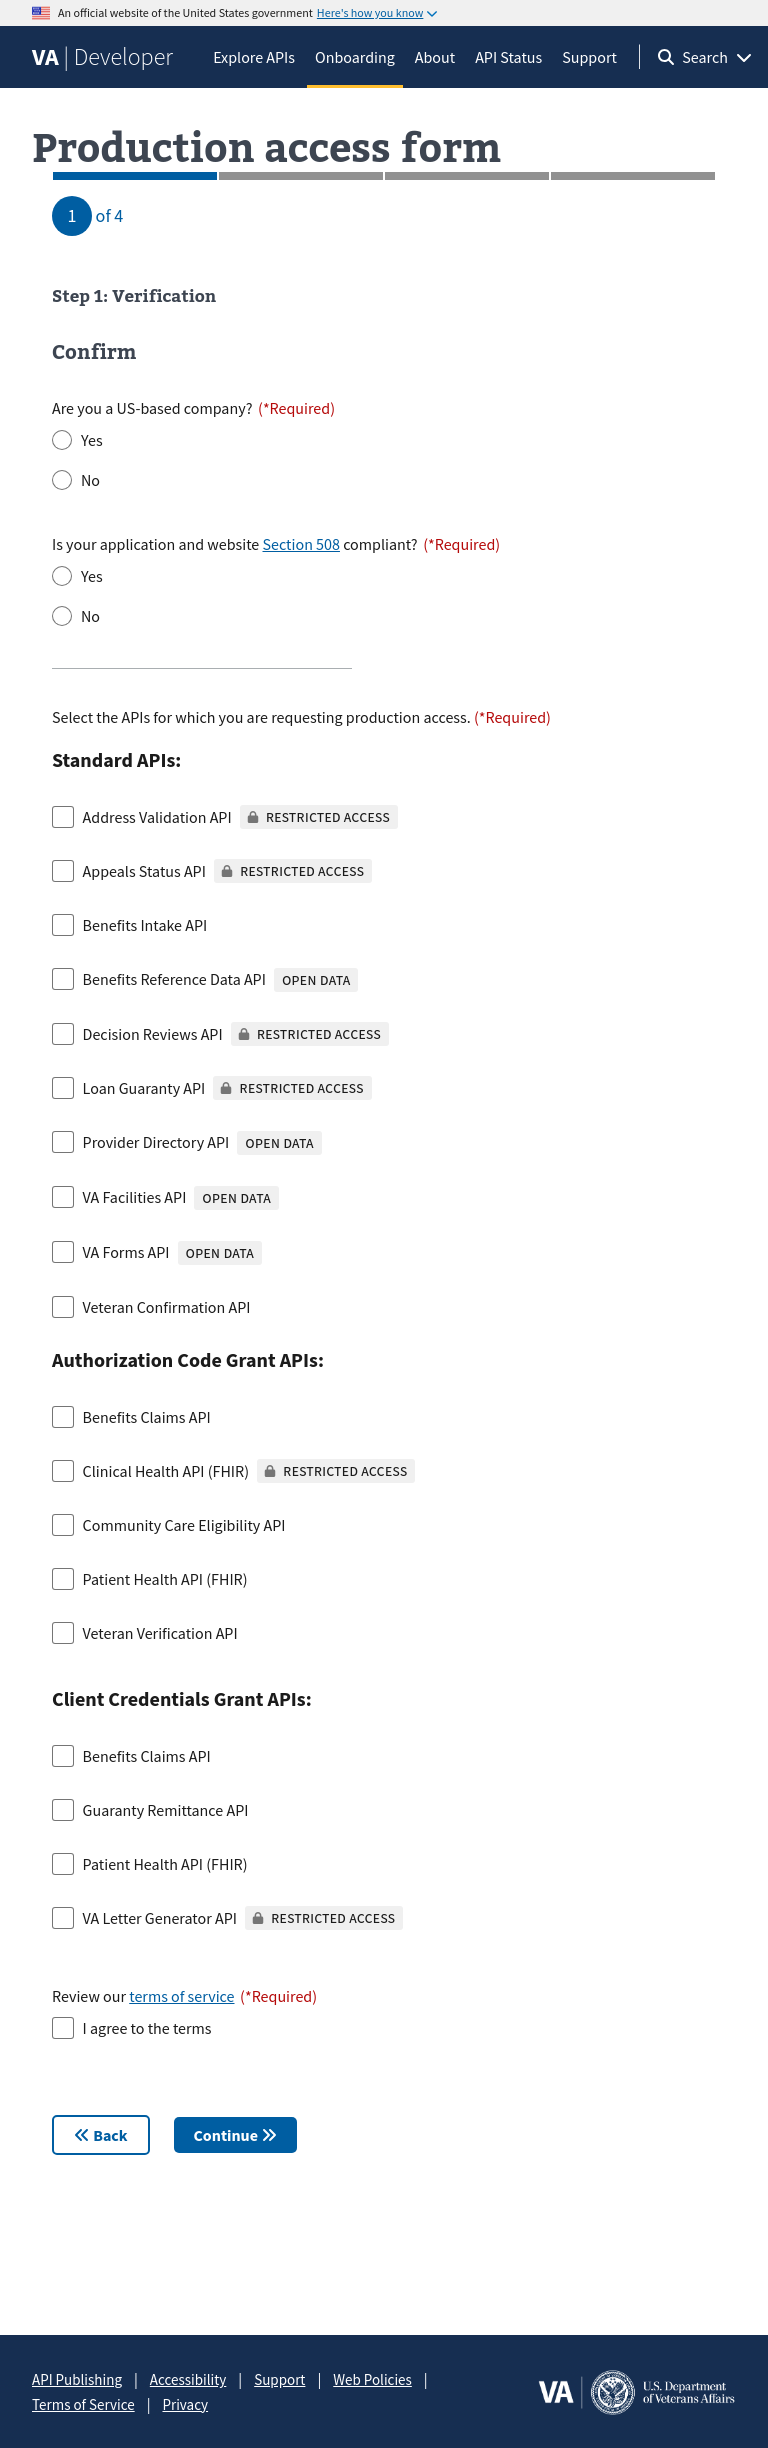 An official website of the United States government Here's how you know
VA | Developer Explore APIs Onboarding About API Status Support Search
Production access form
1 of 4
Step 1: Verification
Confirm
Are you a US-based company? (*Required)
Yes
No
Is your application and website Section 508 compliant? (*Required)
Yes
No
Select the APIs for which you are requesting production access. (*Required)
Standard APIs:
Address Validation API RESTRICTED ACCESS
Appeals Status API RESTRICTED ACCESS
Benefits Intake API
Benefits Reference Data API OPEN DATA
Decision Reviews API RESTRICTED ACCESS
Loan Guaranty API RESTRICTED ACCESS
Provider Directory API OPEN DATA
VA Facilities API OPEN DATA
VA Forms API OPEN DATA
Veteran Confirmation API
Authorization Code Grant APIs:
Benefits Claims API
Clinical Health API (FHIR) RESTRICTED ACCESS
Community Care Eligibility API
Patient Health API (FHIR)
Veteran Verification API
Client Credentials Grant APIs:
Benefits Claims API
Guaranty Remittance API
Patient Health API (FHIR)
VA Letter Generator API RESTRICTED ACCESS
Review our terms of service (*Required)
I agree to the terms
Back Continue
API Publishing | Accessibility | Support | Web Policies |
Terms of Service | Privacy
VA | U.S. Department
of Veterans Affairs